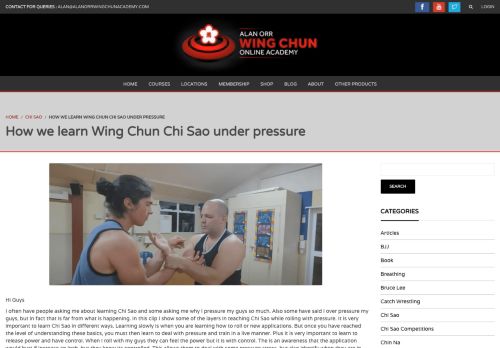 CONTACT FOR QUERIES : ALAN@ALANORRWINGCHUNACADEMY.COM
LOGIN
ALAN ORR
WING CHUN
ONLINE ACADEMY
HOME COURSES LOCATIONS MEMBERSHIP SHOP BLOG ABOUT OTHER PRODUCTS
HOME / CHI SAO / HOW WE LEARN WING CHUN CHI SAO UNDER PRESSURE
How we learn Wing Chun Chi Sao under pressure
SEARCH
CATEGORIES
Articles
BJJ
Book
Breathing
Bruce Lee
Catch Wrestling
Chi Sao
Chi Sao Competitions
Chin Na
Hi Guys
I often have people asking me about learning Chi Sao and some asking me why I pressure my guys so much. Also some have said I over pressure my
guys, but in fact that is far from what is happening. In this clip I show some of the layers in reaching Chi Sao while rolling with pressure. It is very
important to learn Chi Sao in different ways. Learning slowly is when you are learning how to roll or new applications. But once you have reached
the level of understanding these basics, you must then learn to deal with pressure and train in a live manner. Plus it is very important to learn to
release power and have control. When I roll with my guys they can feel the power but it is with control. The is an awareness that the application